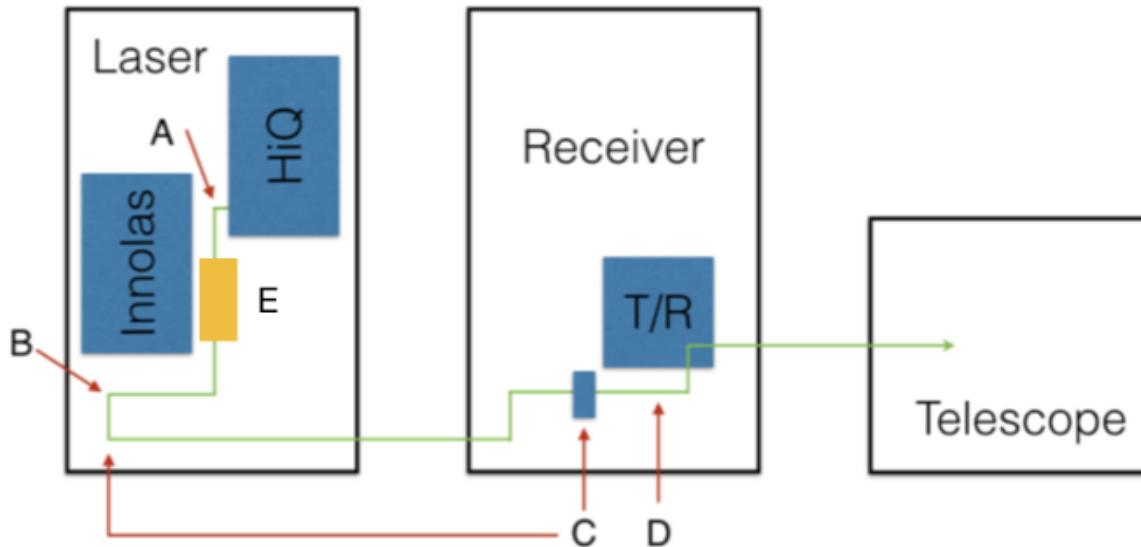 Laser
HiQ
A
Innolas
E
B
Receiver
T/R
C
D
Telescope